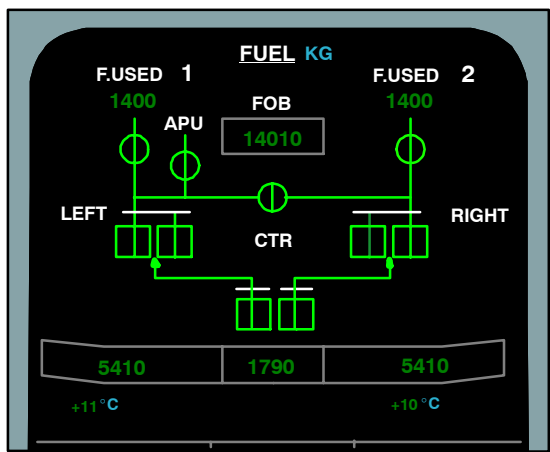 FUEL KG
F.USED 1
F.USED 2
1400
FOB
1400
APU
14010
LEFT
RIGHT
CTR
5410
1790
5410
+11°C
+10°C